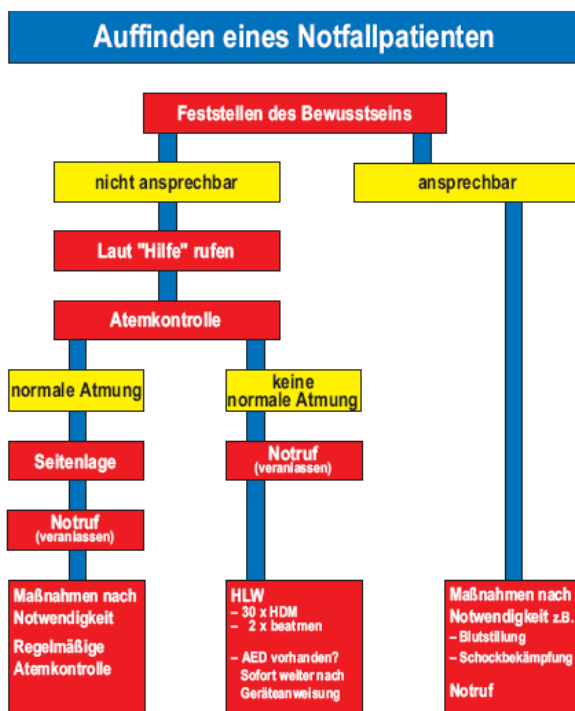 Auffinden eines Notfallpatienten
Feststellen des Bewusstseins
nicht ansprechbar
ansprechbar
Laut "Hilfe" rufen
Atemkontrolle
normale Atmung
keine
normale Atmung
Seitenlage
Notruf
(veranlassen)
Notruf
(veranlassen)
Maßnahmen nach
Notwendigkeit
Regelmäßige
Atemkontrolle
HLW
– 30 x HDM
– 2 x beatmen
– AED vorhanden?
Sofort weiter nach
Geräteanweisung
Maßnahmen nach
Notwendigkeit z.B.
– Blutstillung
– Schockbekämpfung
Notruf